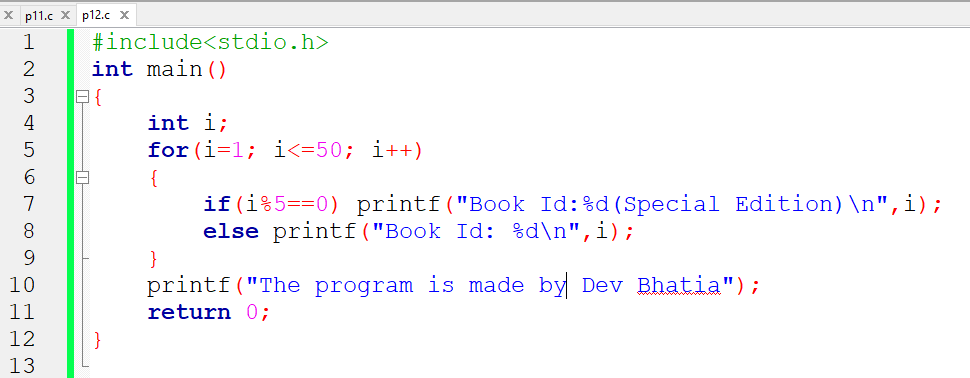 p11.c p12.c
1 #include<stdio.h>
2 int main()
3 {
4 int i;
5 for(i=1; i<=50; i++)
6 {
7 if(i%5==0) printf("Book Id:%d(Special Edition)\n",i);
8 else printf("Book Id: %d\n",i);
9 }
10 printf("The program is made by Dev Bhatia");
11 return 0;
12 }
13